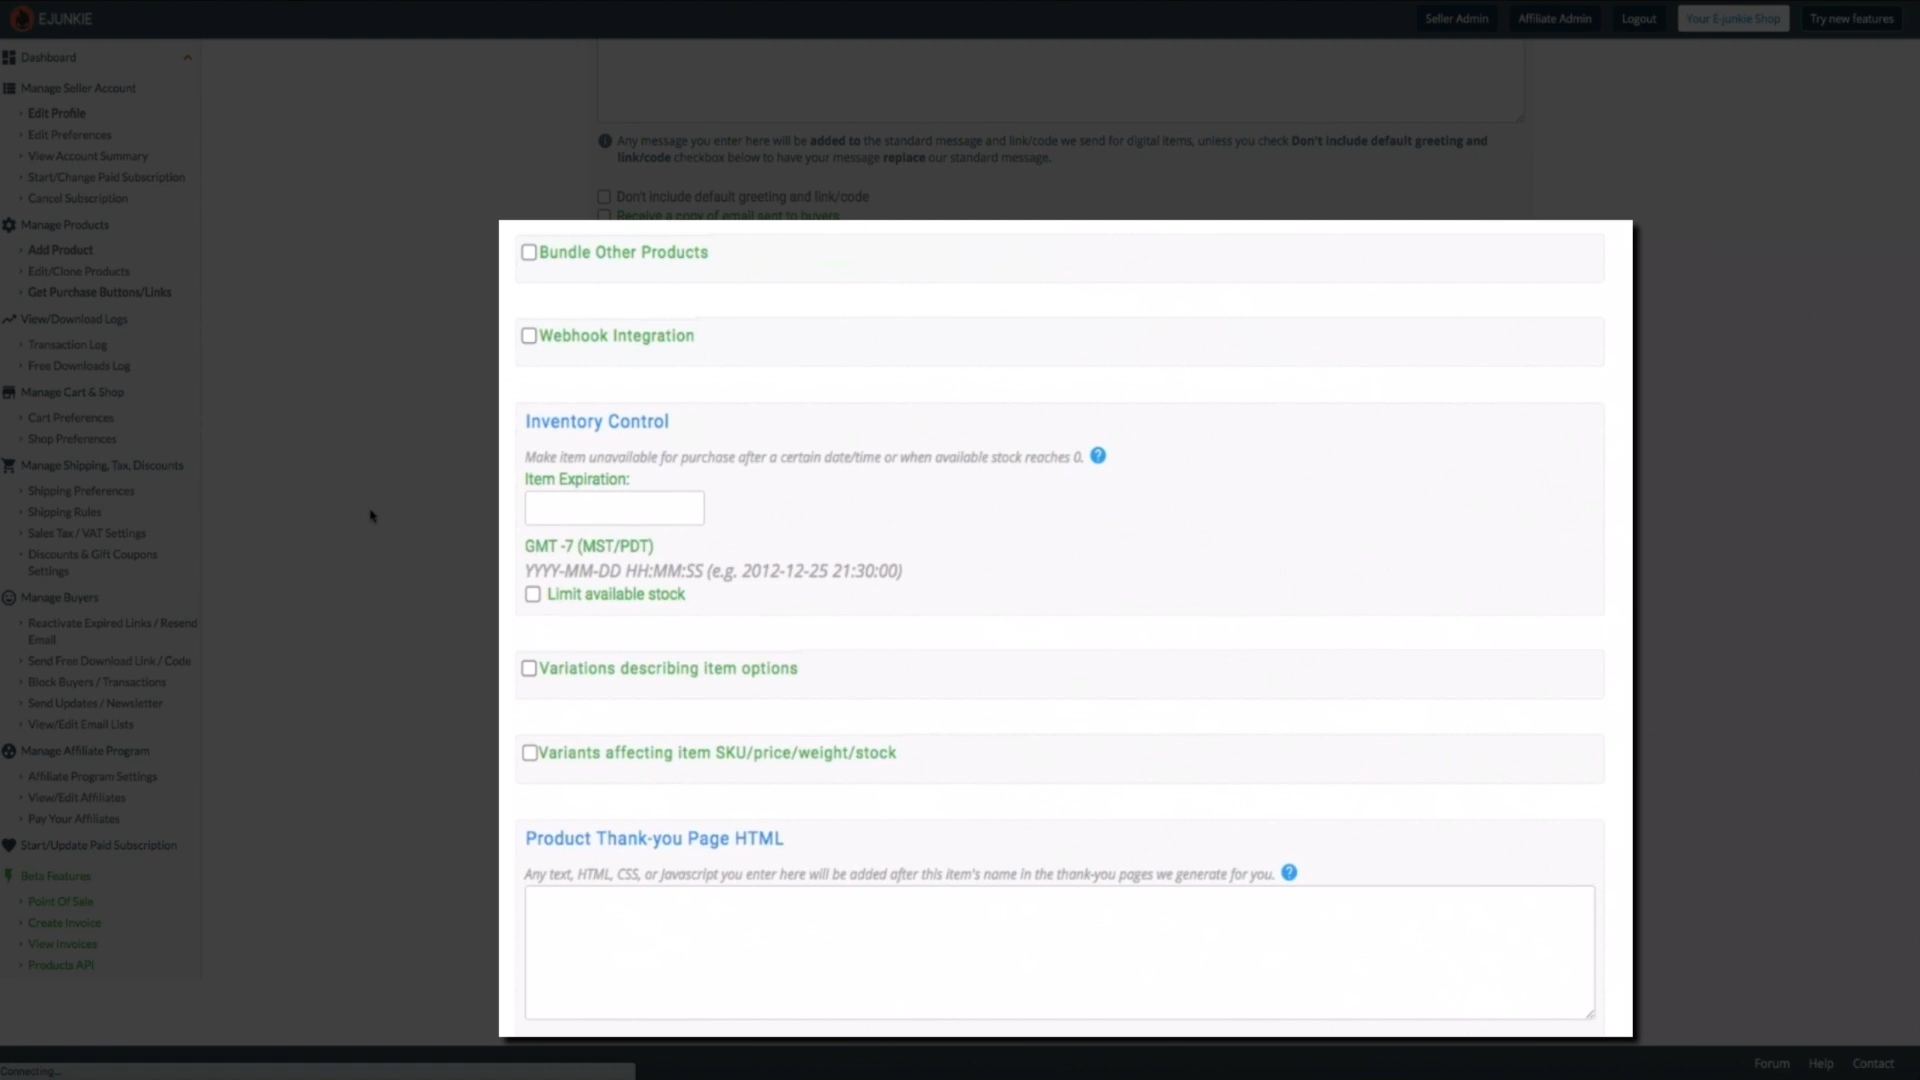 EJUNKIE
Seller Admin
Affiliate Admin
Logout
Your E-junkie Shop
Try new features
Dashboard
Manage Seller Account
Edit Profile
Edit Preferences
View Account Summary
Start/Change Paid Subscription
Cancel Subscription
Manage Products
Add Product
Edit/Clone Products
Get Purchase Buttons/Links
View/Download Logs
Transaction Log
Free Downloads Log
Manage Cart & Shop
Cart Preferences
Shop Preferences
Manage Shipping, Tax, Discounts
Shipping Preferences
Shipping Rules
Sales Tax / VAT Settings
Discounts & Gift Coupons
Settings
Manage Buyers
Reactivate Expired Links / Resend
Email
Send Free Download Link / Code
Block Buyers / Transactions
Send Updates / Newsletter
View/Edit Email Lists
Manage Affiliate Program
Affiliate Program Settings
View/Edit Affiliates
Pay Your Affiliates
Start/Update Paid Subscription
Beta Features
Point Of Sale
Create Invoice
View Invoices
Products API
Any message you enter here will be added to the standard message and link/code we send for digital items, unless you check Don't include default greeting and
link/code checkbox below to have your message replace our standard message.
Don't include default greeting and link/code
Receive a copy of email sent to buyers
Bundle Other Products
Webhook Integration
Inventory Control
Make item unavailable for purchase after a certain date/time or when available stock reaches 0. ?
Item Expiration:
GMT -7 (MST/PDT)
YYYY-MM-DD HH:MM:SS (e.g. 2012-12-25 21:30:00)
Limit available stock
Variations describing item options
Variants affecting item SKU/price/weight/stock
Product Thank-you Page HTML
Any text, HTML, CSS, or Javascript you enter here will be added after this item's name in the thank-you pages we generate for you. ?
Connecting...
Forum
Help
Contact